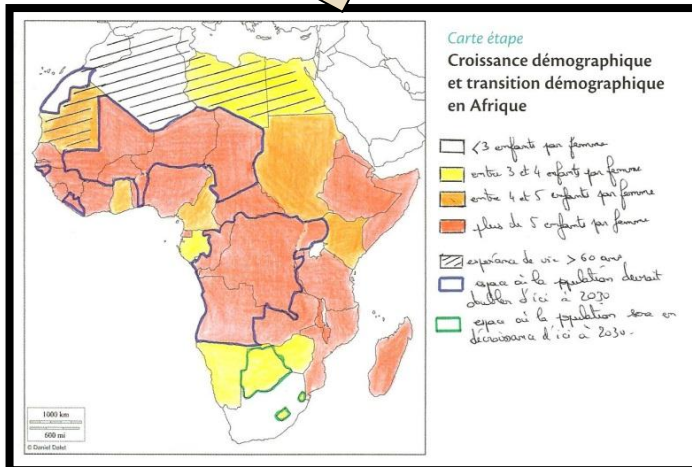 Carte étape
Croissance démographique
et transition démographique
en Afrique
< 3 enfants par femme
entre 3 et 4 enfants par femme
entre 4 et 5 enfants par femme
plus de 5 enfants par femme
espérance de vie > 60 ans
espace où la population devrait
doubler d'ici à 2030
espace où la population sera en
décroissance d'ici à 2030.
1000 km
600 mi
© Daniel Dalet